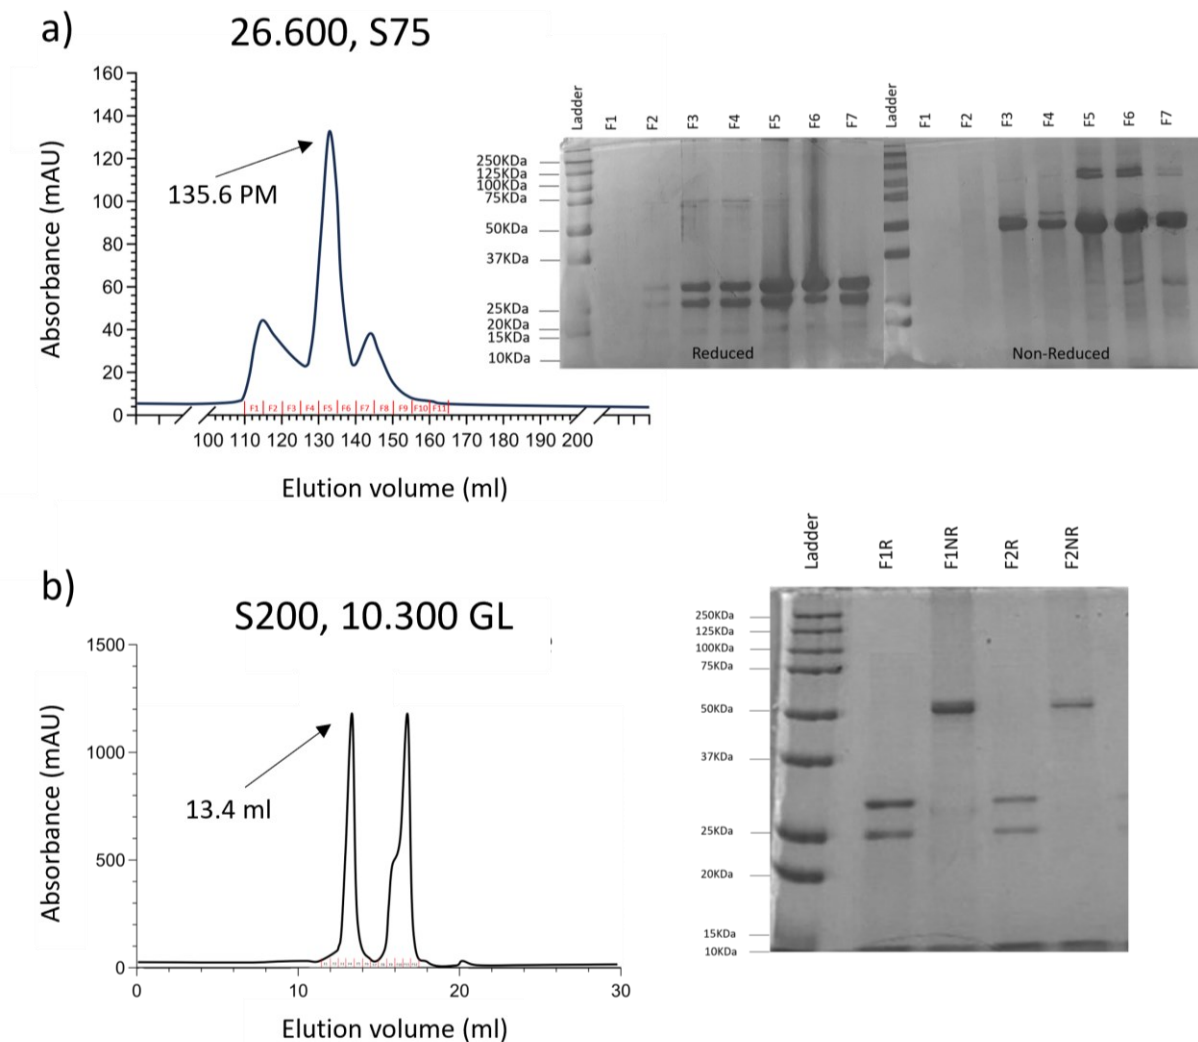 a)
26.600, S75
Absorbance (mAU)
160
140
120
100
80
60
40
20
0
135.6 PM
F1 F2 F3 F4 F5 F6 F7 F8 F9 F10 F11
100 110 120 130 140 150 160 170 180 190 200
Elution volume (ml)
Ladder F1 F2 F3 F4 F5 F6 F7 Ladder F1 F2 F3 F4 F5 F6 F7
250KDa
125KDa
100KDa
75KDa
50KDa
37KDa
25KDa
20KDa
15KDa
10KDa
Reduced Non-Reduced
b)
S200, 10.300 GL
Absorbance (mAU)
1500
1000
500
0
13.4 ml
0 10 20 30
Elution volume (ml)
Ladder F1R F1NR F2R F2NR
250KDa
125KDa
100KDa
75KDa
50KDa
37KDa
25KDa
20KDa
15KDa
10KDa